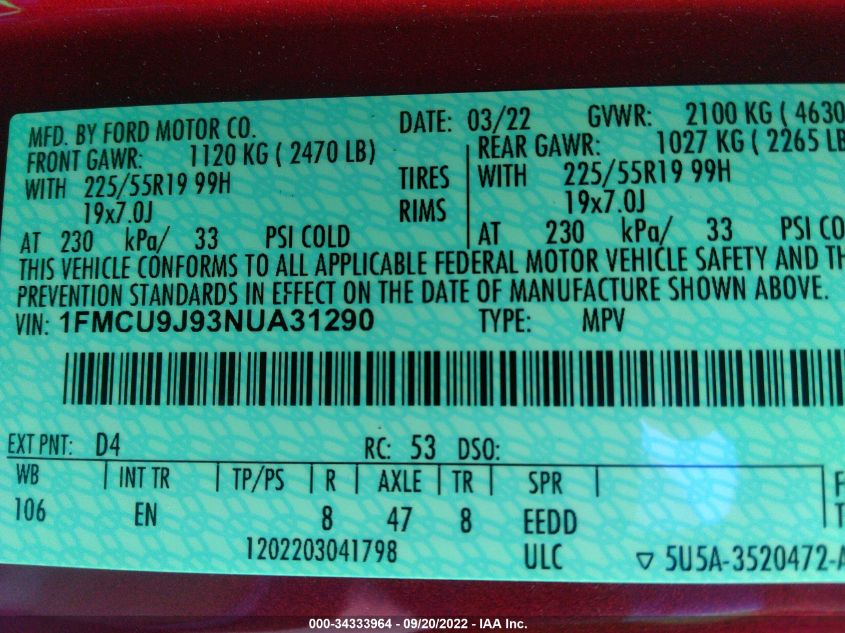 MFD. BY FORD MOTOR CO. DATE: 03/22 GVWR: 2100 KG ( 4630
FRONT GAWR: 1120 KG ( 2470 LB) REAR GAWR: 1027 KG ( 2265 LB
WITH 225/55R19 99H TIRES WITH 225/55R19 99H
19x7.0J RIMS 19x7.0J
AT 230 kPa/ 33 PSI COLD AT 230 kPa/ 33 PSI CO
THIS VEHICLE CONFORMS TO ALL APPLICABLE FEDERAL MOTOR VEHICLE SAFETY AND TH
PREVENTION STANDARDS IN EFFECT ON THE DATE OF MANUFACTURE SHOWN ABOVE.
VIN: 1FMCU9J93NUA31290 TYPE: MPV
EXT PNT: D4 RC: 53 DSO:
WB INT TR TP/PS R AXLE TR SPR
106 EN 8 47 8 EEDD
1202203041798 ULC ▽ 5U5A-3520472-A
000-34333964 - 09/20/2022 - IAA Inc.